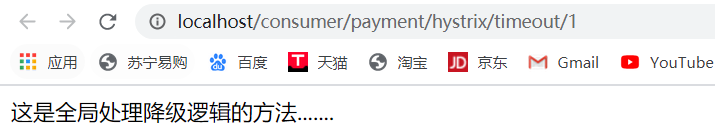 localhost/consumer/payment/hystrix/timeout/1
应用 苏宁易购 百度 T 天猫 淘宝 JD 京东 Gmail YouTube
这是全局处理降级逻辑的方法.......